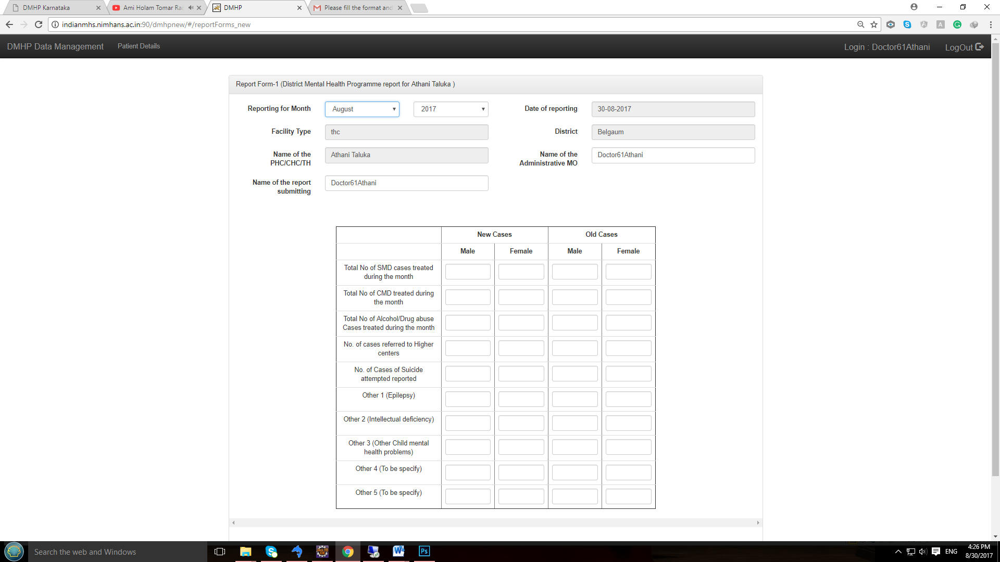 DMHP Karnataka
Ami Holam Tomar Ra
DMHP
Please fill the format and
indianmhs.nimhans.ac.in:90/dmhpnew/#/reportForms_new
DMHP Data Management Patient Details Login : Doctor61Athani LogOut
Report Form-1 (District Mental Health Programme report for Athani Taluka )
Reporting for Month August 2017 Date of reporting 30-08-2017
Facility Type thc District Belgaum
Name of the PHC/CHC/TH Athani Taluka Name of the Administrative MO Doctor61Athani
Name of the report submitting Doctor61Athani
New Cases Old Cases
Male Female Male Female
Total No of SMD cases treated
during the month
Total No of CMD treated during
the month
Total No of Alcohol/Drug abuse
Cases treated during the month
No. of cases referred to Higher
centers
No. of Cases of Suicide
attempted reported
Other 1 (Epilepsy)
Other 2 (Intellectual deficiency)
Other 3 (Other Child mental
health problems)
Other 4 (To be specify)
Other 5 (To be specify)
Search the web and Windows
Ps
ENG
4:26 PM
8/30/2017